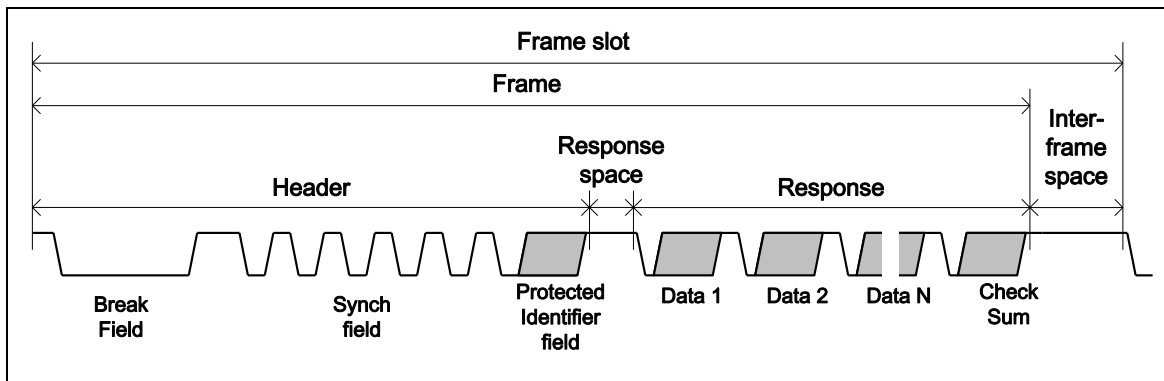 Frame slot
Frame
Inter-
frame
space
Response
space
Header
Response
Break
Field
Synch
field
Protected
Identifier
field
Data 1
Data 2
Data N
Check
Sum